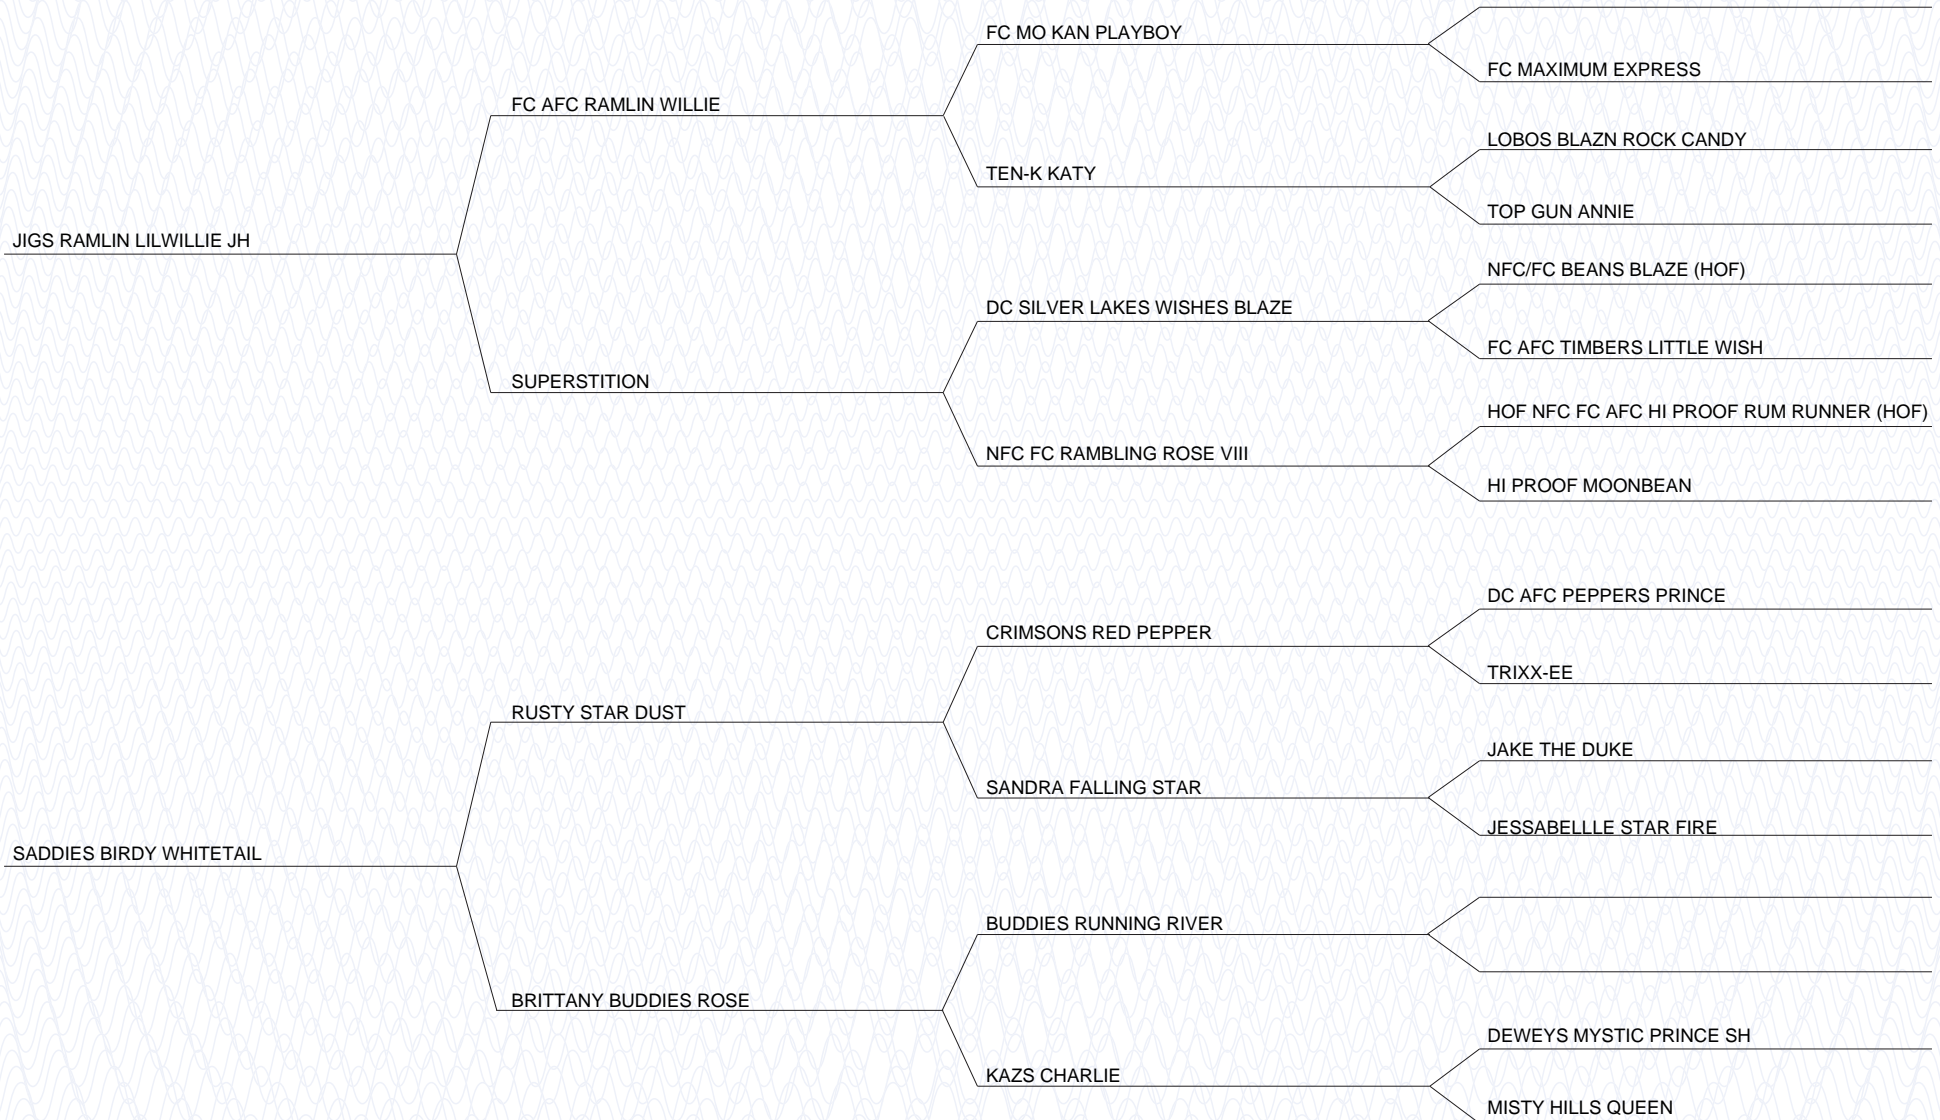 FC MO KAN PLAYBOY
FC MAXIMUM EXPRESS
FC AFC RAMLIN WILLIE
LOBOS BLAZN ROCK CANDY
TEN-K KATY
TOP GUN ANNIE
JIGS RAMLIN LILWILLIE JH
NFC/FC BEANS BLAZE (HOF)
DC SILVER LAKES WISHES BLAZE
FC AFC TIMBERS LITTLE WISH
SUPERSTITION
HOF NFC FC AFC HI PROOF RUM RUNNER (HOF)
NFC FC RAMBLING ROSE VIII
HI PROOF MOONBEAN
DC AFC PEPPERS PRINCE
CRIMSONS RED PEPPER
TRIXX-EE
RUSTY STAR DUST
JAKE THE DUKE
SANDRA FALLING STAR
JESSABELLLE STAR FIRE
SADDIES BIRDY WHITETAIL
BUDDIES RUNNING RIVER
BRITTANY BUDDIES ROSE
DEWEYS MYSTIC PRINCE SH
KAZS CHARLIE
MISTY HILLS QUEEN